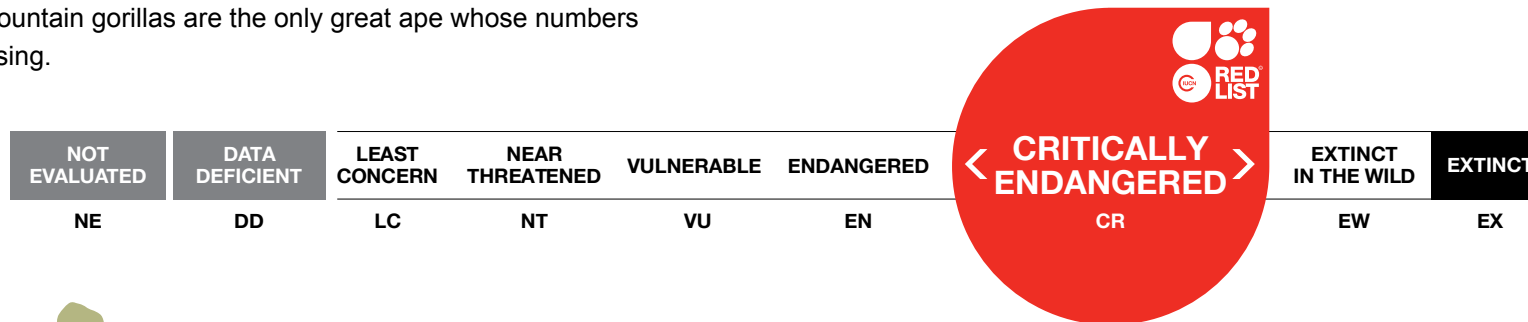 ountain gorillas are the only great ape whose numbers
sing.
IUCN
RED
LIST
NOT
EVALUATED
DATA
DEFICIENT
LEAST
CONCERN
NEAR
THREATENED
VULNERABLE
ENDANGERED
< CRITICALLY
ENDANGERED >
EXTINCT
IN THE WILD
EXTINCT
NE
DD
LC
NT
VU
EN
CR
EW
EX